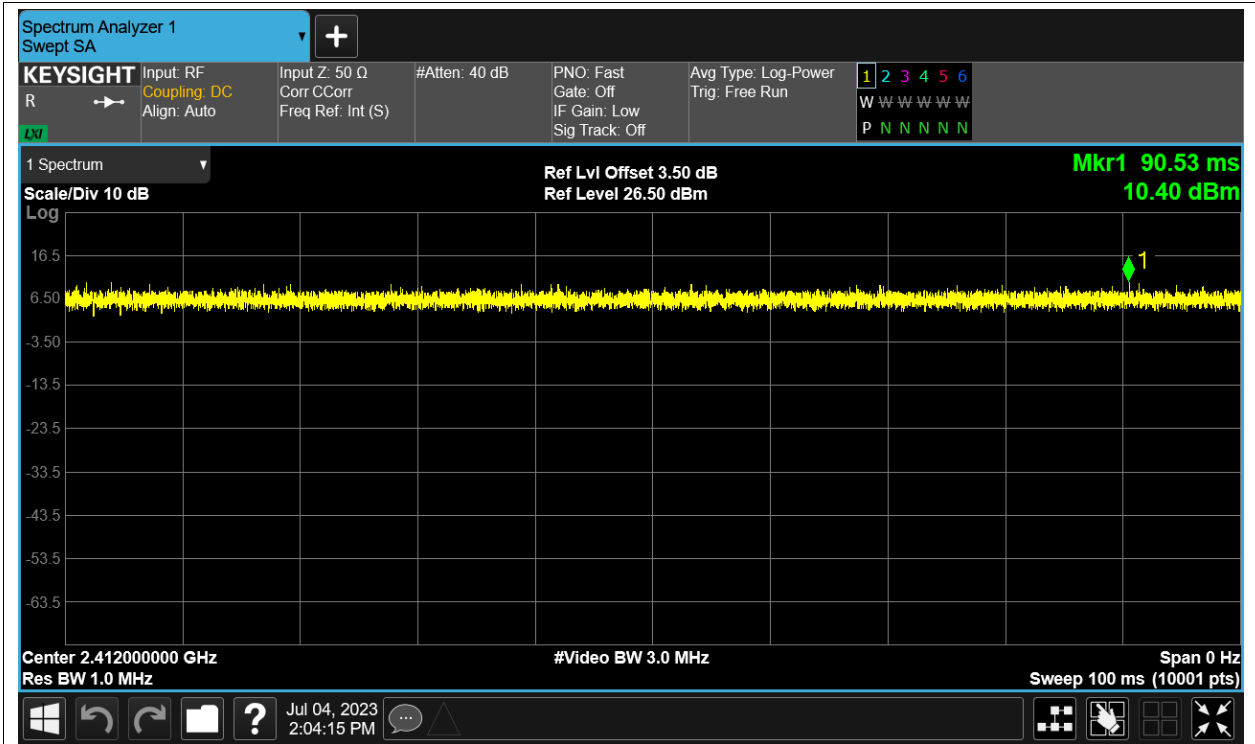 Spectrum Analyzer 1
Swept SA
+
KEYSIGHT
R
LXI
Input: RF
Coupling: DC
Align: Auto
Input Z: 50 Ω
Corr CCorr
Freq Ref: Int (S)
#Atten: 40 dB
PNO: Fast
Gate: Off
IF Gain: Low
Sig Track: Off
Avg Type: Log-Power
Trig: Free Run
1 2 3 4 5 6
W W W W W W
P N N N N N
1 Spectrum
Scale/Div 10 dB
Log
Ref Lvl Offset 3.50 dB
Ref Level 26.50 dBm
Mkr1 90.53 ms
10.40 dBm
1
16.5
6.50
-3.50
-13.5
-23.5
-33.5
-43.5
-53.5
-63.5
Center 2.412000000 GHz
Res BW 1.0 MHz
#Video BW 3.0 MHz
Span 0 Hz
Sweep 100 ms (10001 pts)
?
Jul 04, 2023
2:04:15 PM